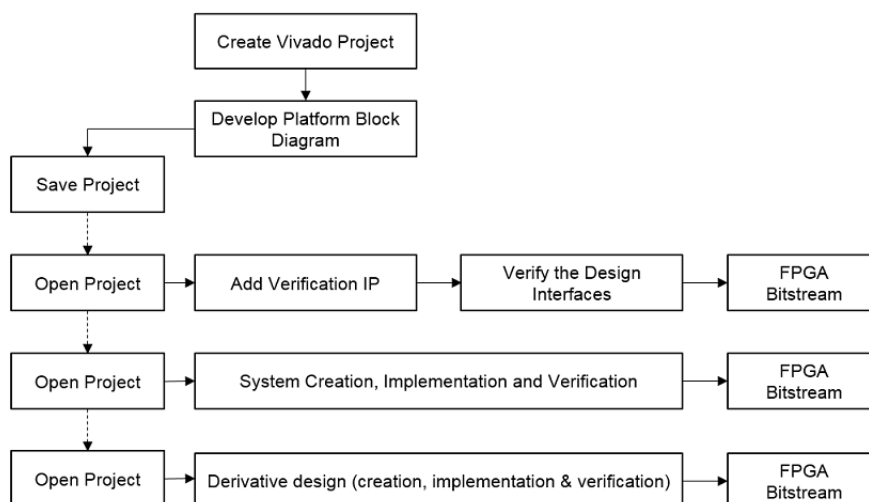 Create Vivado Project
Develop Platform Block
Diagram
Save Project
Open Project
Add Verification IP
Verify the Design
Interfaces
FPGA
Bitstream
Open Project
System Creation, Implementation and Verification
FPGA
Bitstream
Open Project
Derivative design (creation, implementation & verification)
FPGA
Bitstream